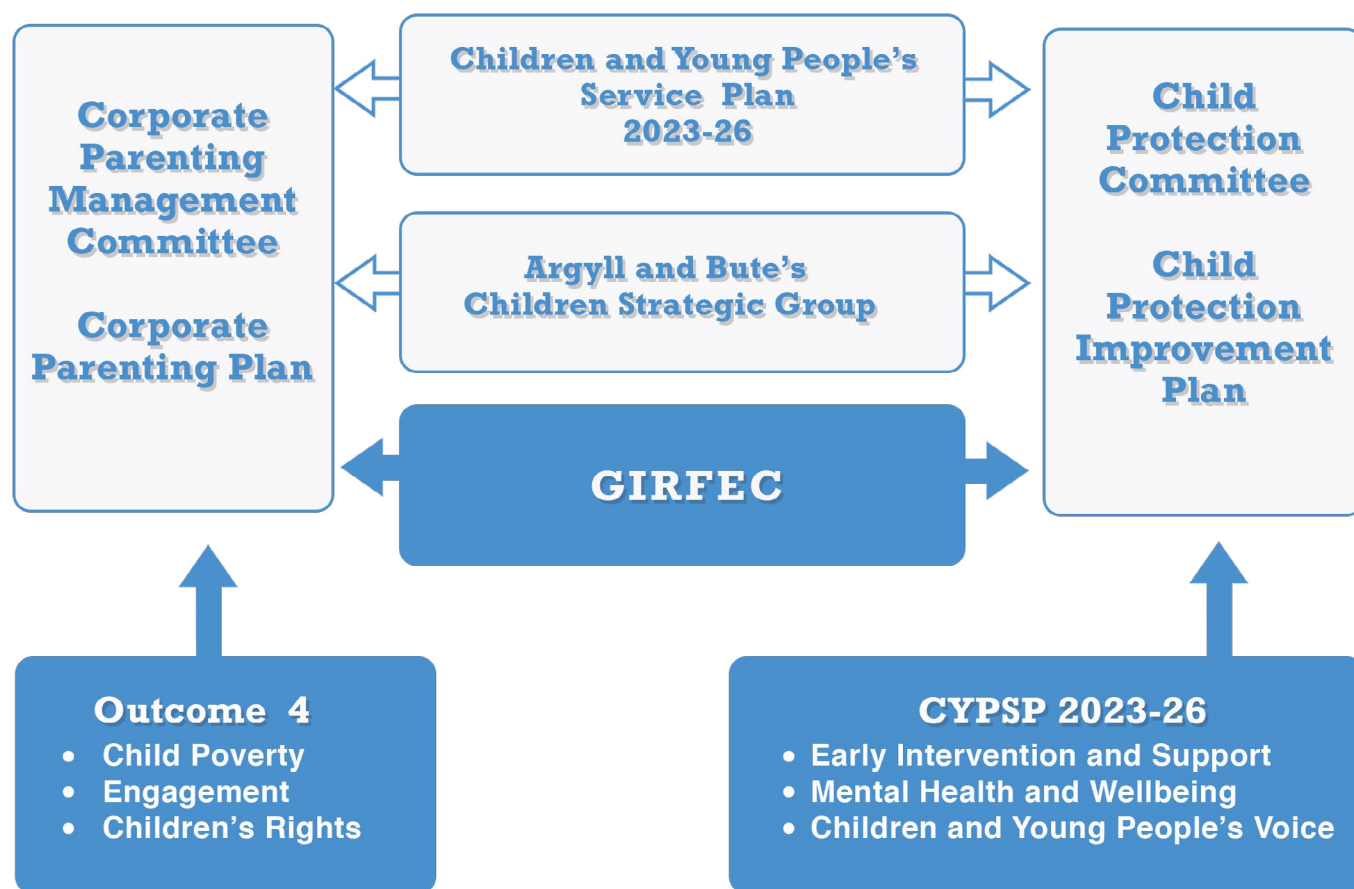 Corporate
Parenting
Management
Committee
Corporate
Parenting Plan
Children and Young People's
Service Plan
2023-26
Argyll and Bute's
Children Strategic Group
GIRFEC
Child
Protection
Committee
Child
Protection
Improvement
Plan
Outcome 4
• Child Poverty
• Engagement
• Children's Rights
CYPSP 2023-26
• Early Intervention and Support
• Mental Health and Wellbeing
• Children and Young People's Voice